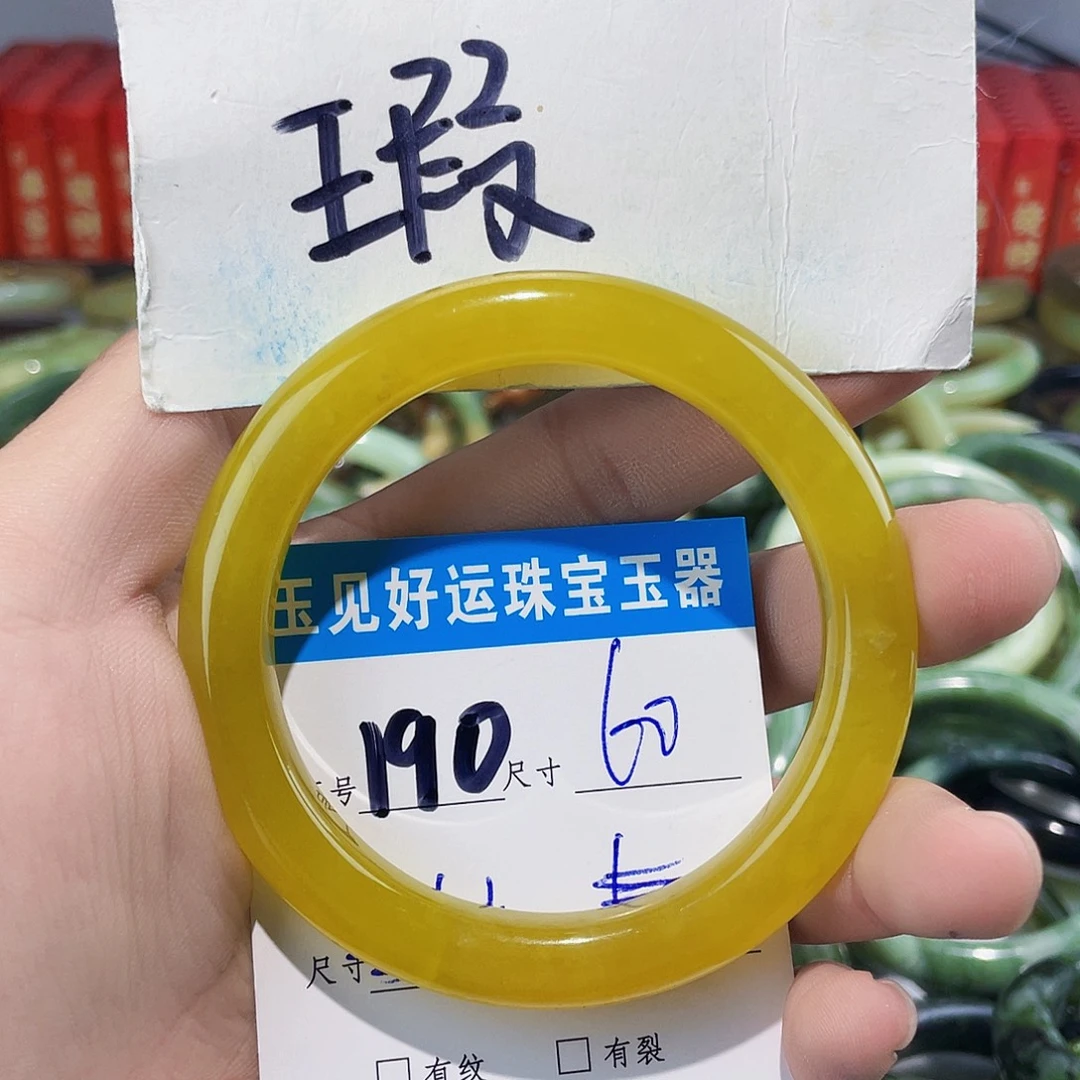 瑕
玉见好运珠宝玉器
号 190 尺寸 60
尺寸
有纹 有裂